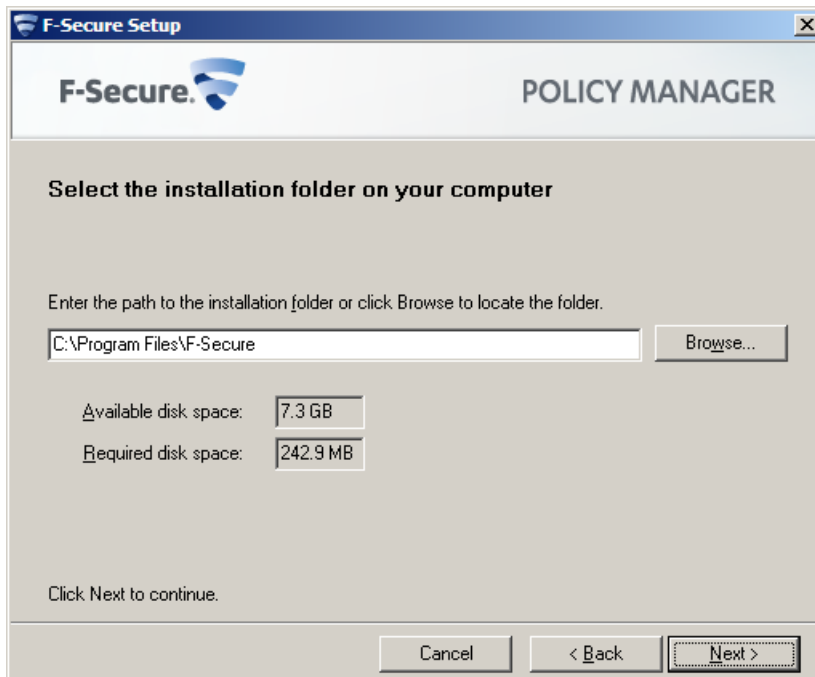 F-Secure Setup
F-Secure. POLICY MANAGER
Select the installation folder on your computer
Enter the path to the installation folder or click Browse to locate the folder.
C:\Program Files\F-Secure Browse...
Available disk space: 7.3 GB
Required disk space: 242.9 MB
Click Next to continue.
Cancel < Back Next >